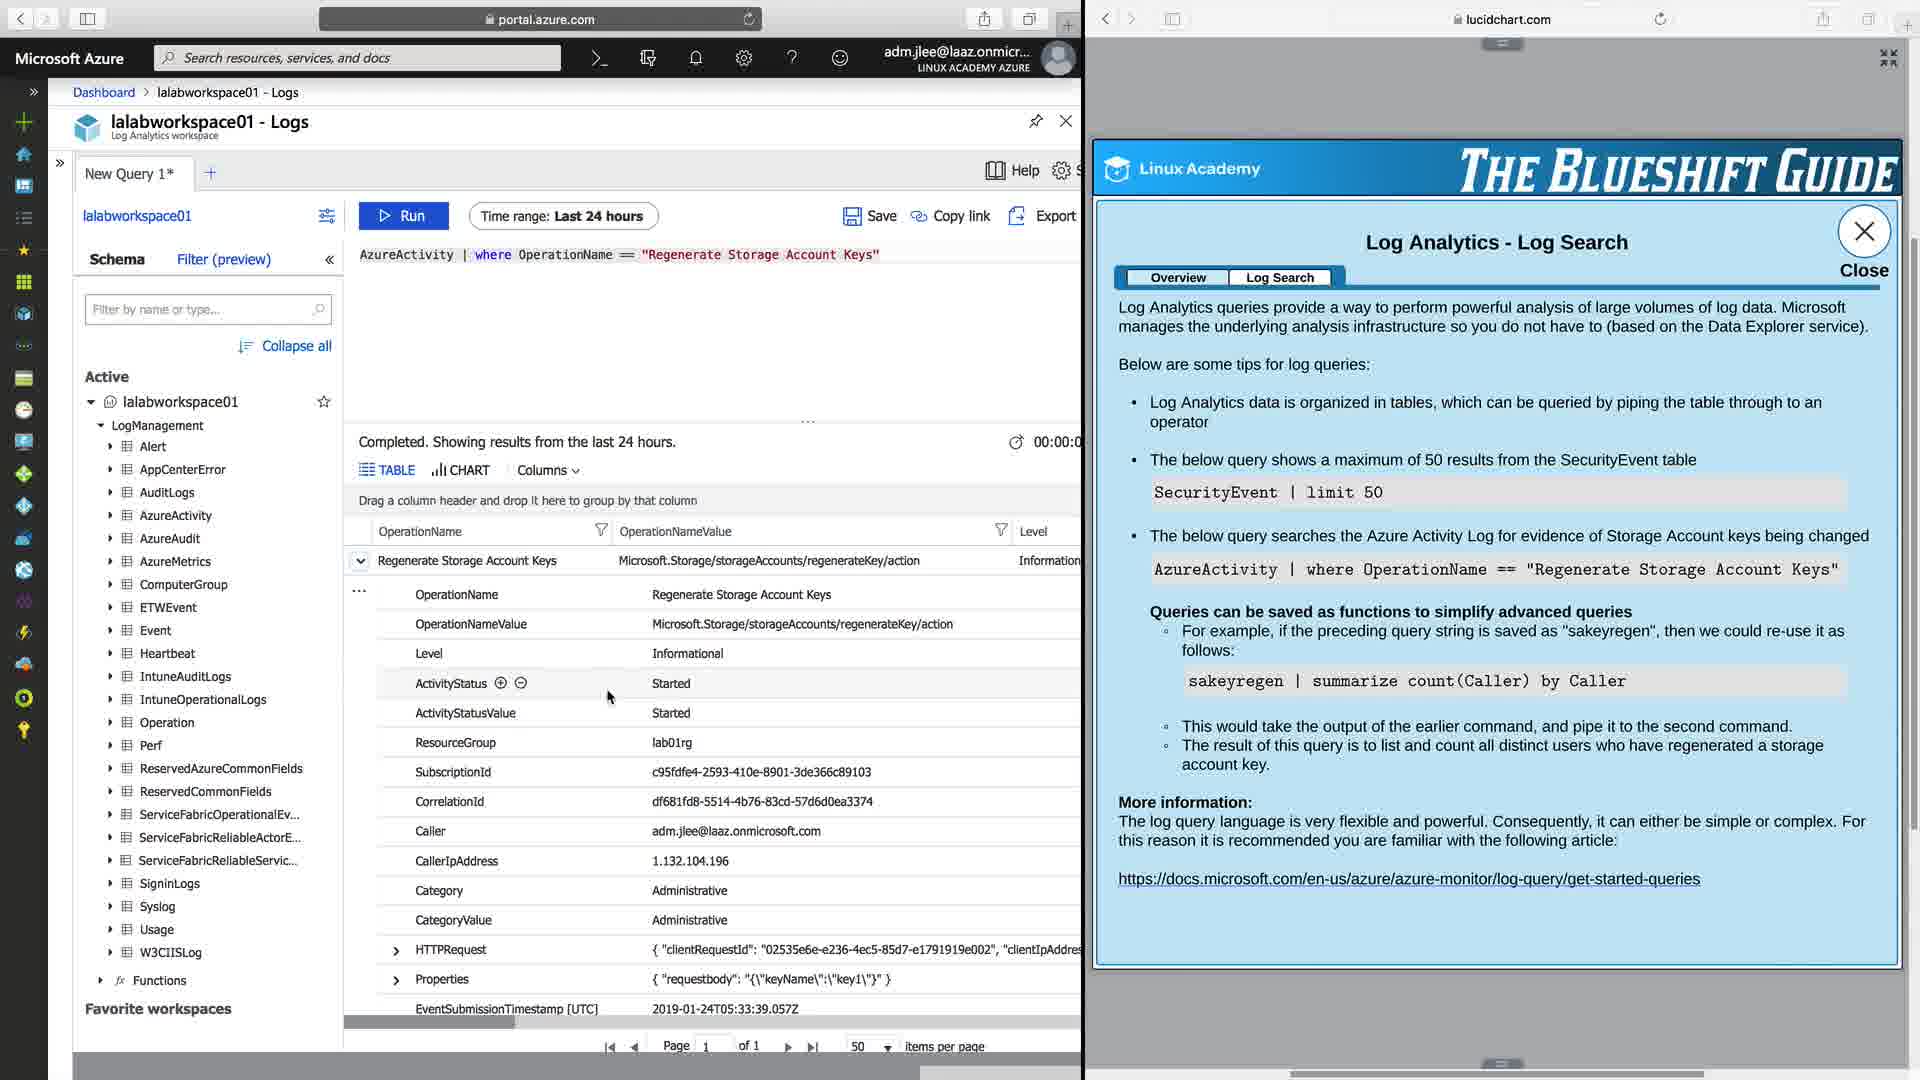 portal.azure.com
Microsoft Azure
Search resources, services, and docs
adm.jlee@laaz.onmicr...
LINUX ACADEMY AZURE
Dashboard > lalabworkspace01 - Logs
lalabworkspace01 - Logs
Log Analytics workspace
New Query 1*
Help
lalabworkspace01
Run
Time range: Last 24 hours
Save
Copy link
Export
Schema
Filter (preview)
AzureActivity | where OperationName == "Regenerate Storage Account Keys"
Filter by name or type...
Collapse all
Active
lalabworkspace01
LogManagement
Alert
AppCenterError
AuditLogs
AzureActivity
AzureAudit
AzureMetrics
ComputerGroup
ETWEvent
Event
Heartbeat
IntuneAuditLogs
IntuneOperationalLogs
Operation
Perf
ReservedAzureCommonFields
ReservedCommonFields
ServiceFabricOperationalEv...
ServiceFabricReliableActorE...
ServiceFabricReliableServic...
SigninLogs
Syslog
Usage
W3CIISLog
fx Functions
Favorite workspaces
Completed. Showing results from the last 24 hours.
00:00:0
TABLE
CHART
Columns
Drag a column header and drop it here to group by that column
OperationName
OperationNameValue
Level
Regenerate Storage Account Keys
Microsoft.Storage/storageAccounts/regenerateKey/action
Information
OperationName Regenerate Storage Account Keys
OperationNameValue Microsoft.Storage/storageAccounts/regenerateKey/action
Level Informational
ActivityStatus Started
ActivityStatusValue Started
ResourceGroup lab01rg
SubscriptionId c95fdfe4-2593-410e-8901-3de366c89103
CorrelationId df681fd8-5514-4b76-83cd-57d6d0ea3374
Caller adm.jlee@laaz.onmicrosoft.com
CallerIpAddress 1.132.104.196
Category Administrative
CategoryValue Administrative
HTTPRequest { "clientRequestId": "02535e6e-e236-4ec5-85d7-e1791919e002", "clientIpAddres
Properties { "requestbody": "{\"keyName\":\"key1\"}" }
EventSubmissionTimestamp [UTC] 2019-01-24T05:33:39.057Z
Page 1 of 1
50 items per page
lucidchart.com
Linux Academy
THE BLUESHIFT GUIDE
Log Analytics - Log Search
Close
Overview
Log Search
Log Analytics queries provide a way to perform powerful analysis of large volumes of log data. Microsoft
manages the underlying analysis infrastructure so you do not have to (based on the Data Explorer service).
Below are some tips for log queries:
• Log Analytics data is organized in tables, which can be queried by piping the table through to an
operator
• The below query shows a maximum of 50 results from the SecurityEvent table
SecurityEvent | limit 50
• The below query searches the Azure Activity Log for evidence of Storage Account keys being changed
AzureActivity | where OperationName == "Regenerate Storage Account Keys"
Queries can be saved as functions to simplify advanced queries
◦ For example, if the preceding query string is saved as "sakeyregen", then we could re-use it as
follows:
sakeyregen | summarize count(Caller) by Caller
◦ This would take the output of the earlier command, and pipe it to the second command.
◦ The result of this query is to list and count all distinct users who have regenerated a storage
account key.
More information:
The log query language is very flexible and powerful. Consequently, it can either be simple or complex. For
this reason it is recommended you are familiar with the following article:
https://docs.microsoft.com/en-us/azure/azure-monitor/log-query/get-started-queries